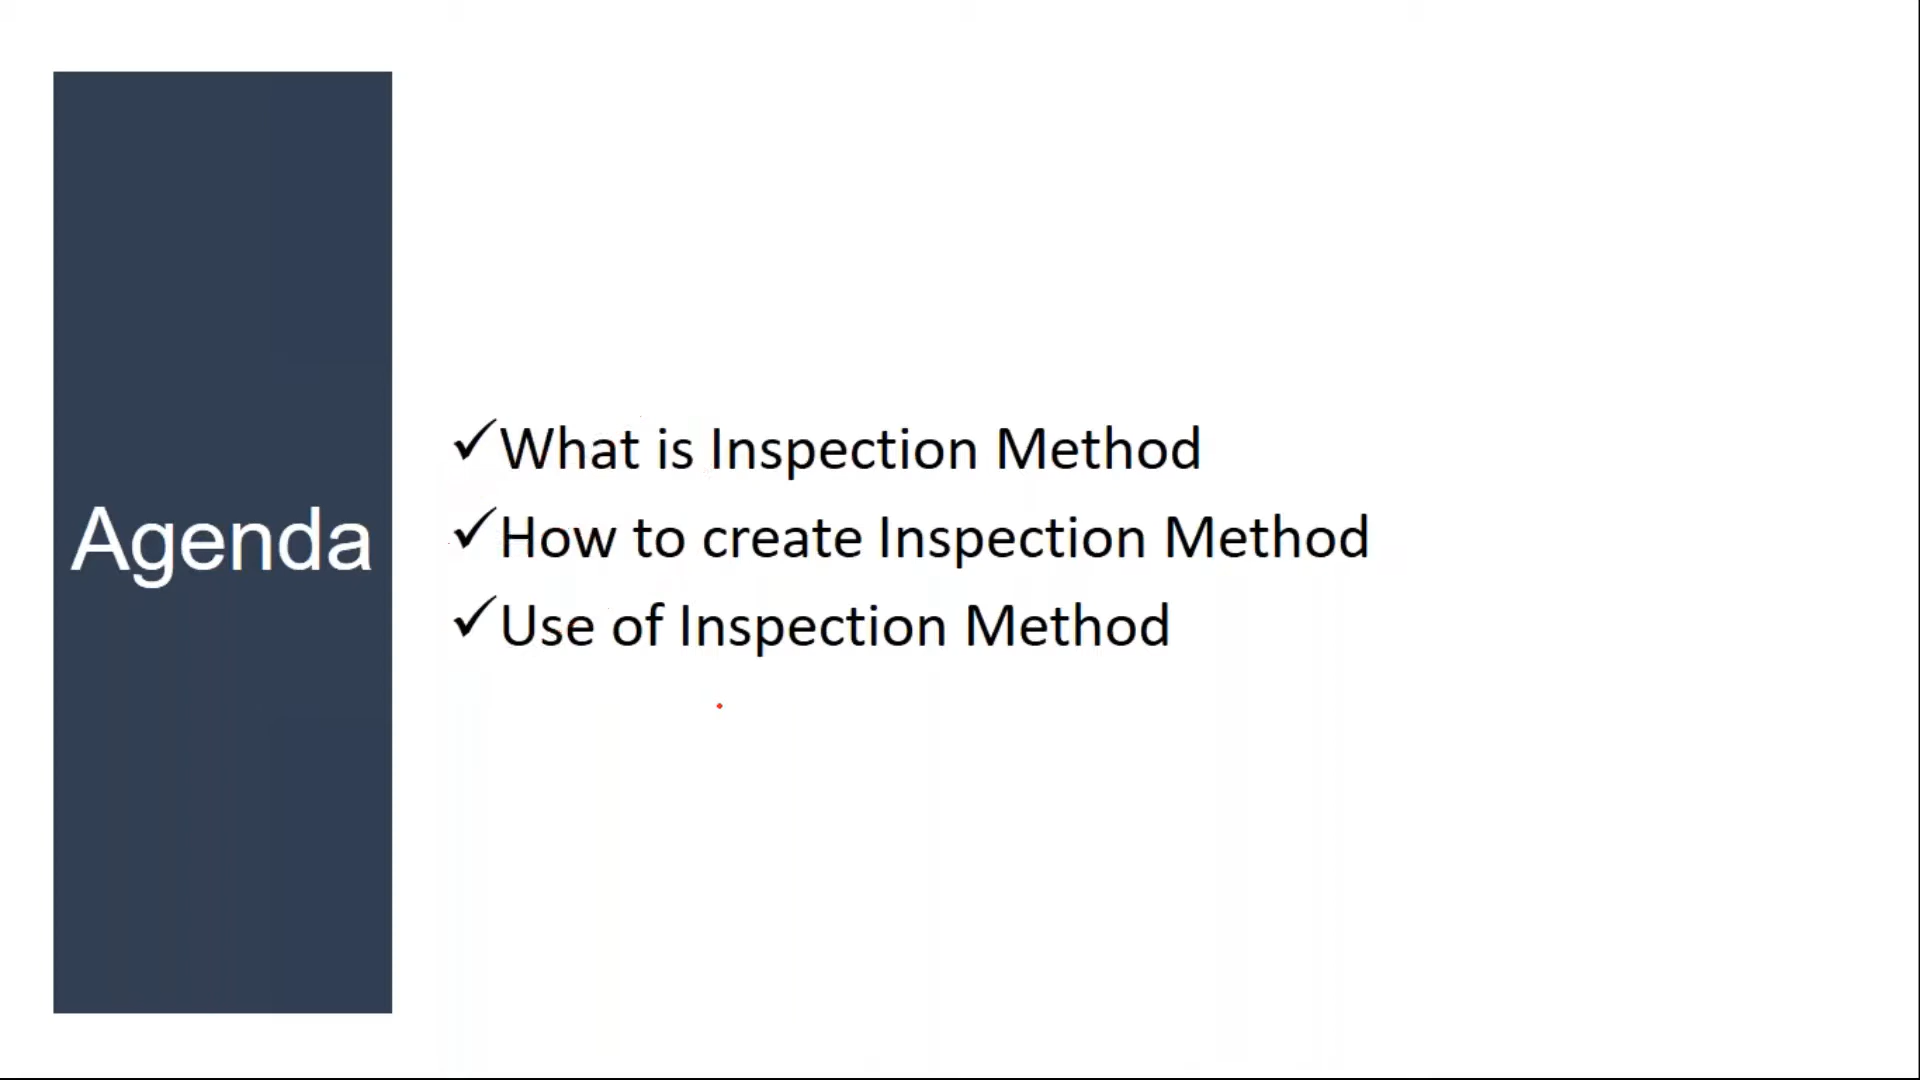 Agenda
✓What is Inspection Method
✓How to create Inspection Method
✓Use of Inspection Method